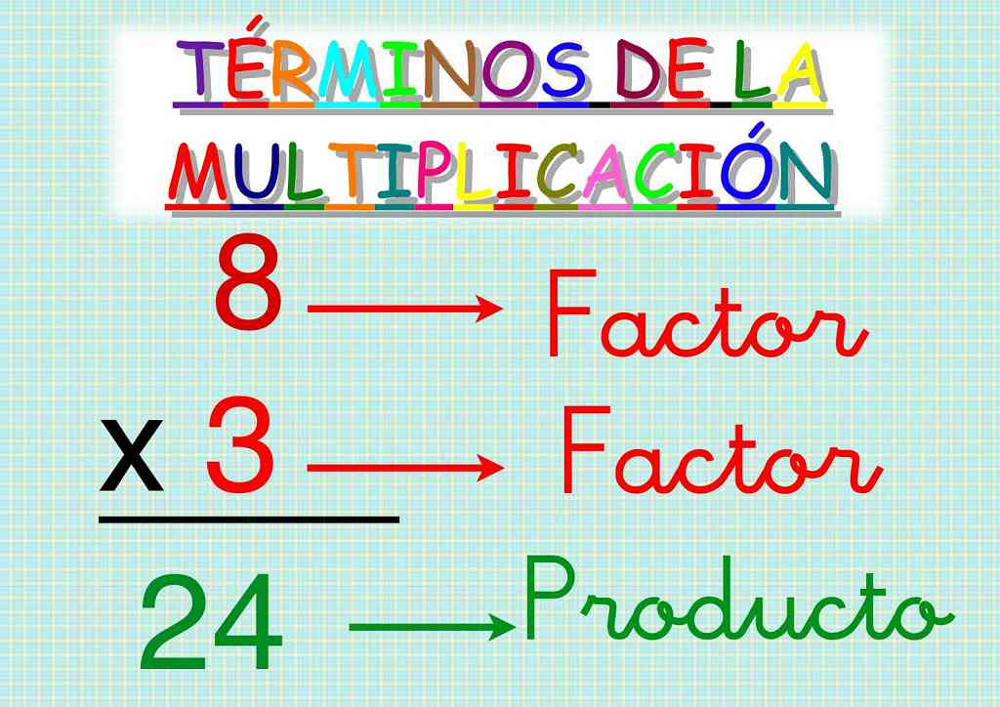 TÉRMINOS DE LA
MULTIPLICACIÓN
8 Factor
x 3 Factor
24 Producto